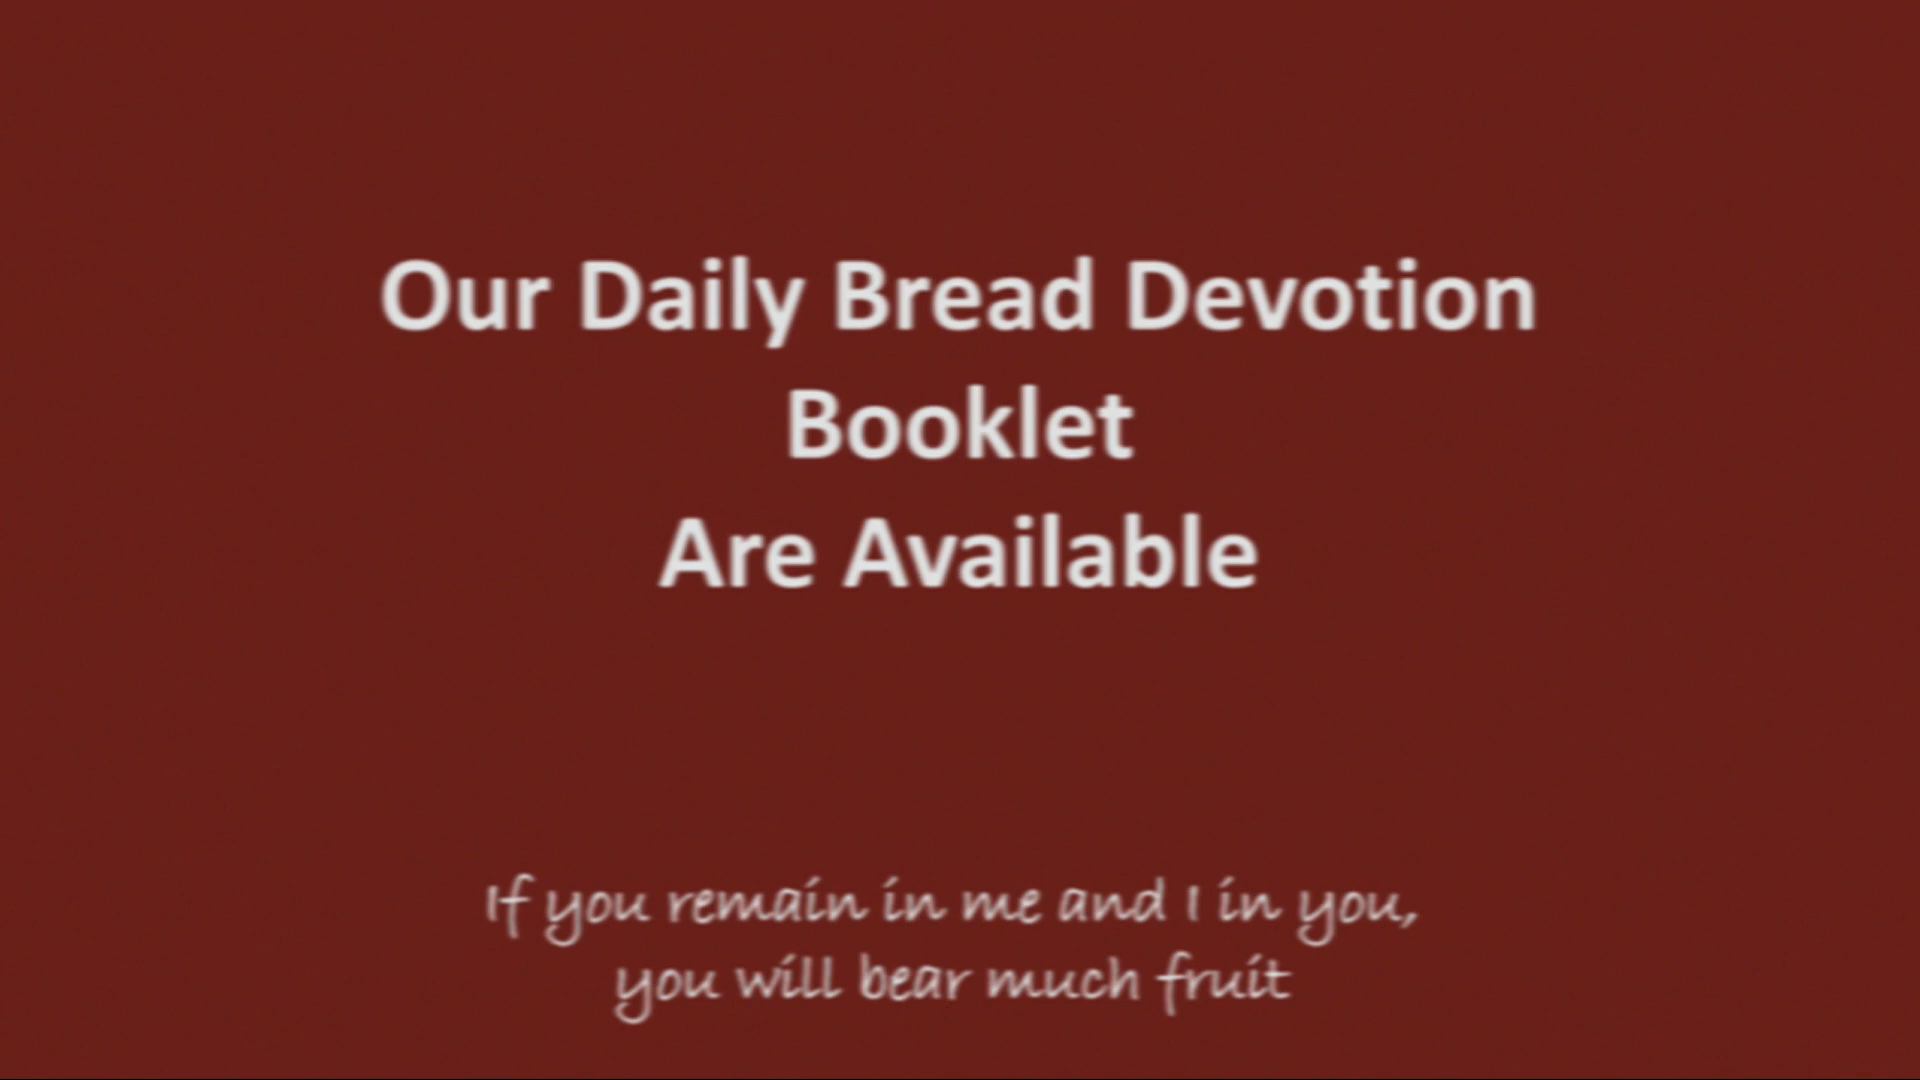 Our Daily Bread Devotion
Booklet
Are Available
If you remain in me and I in you,
you will bear much fruit